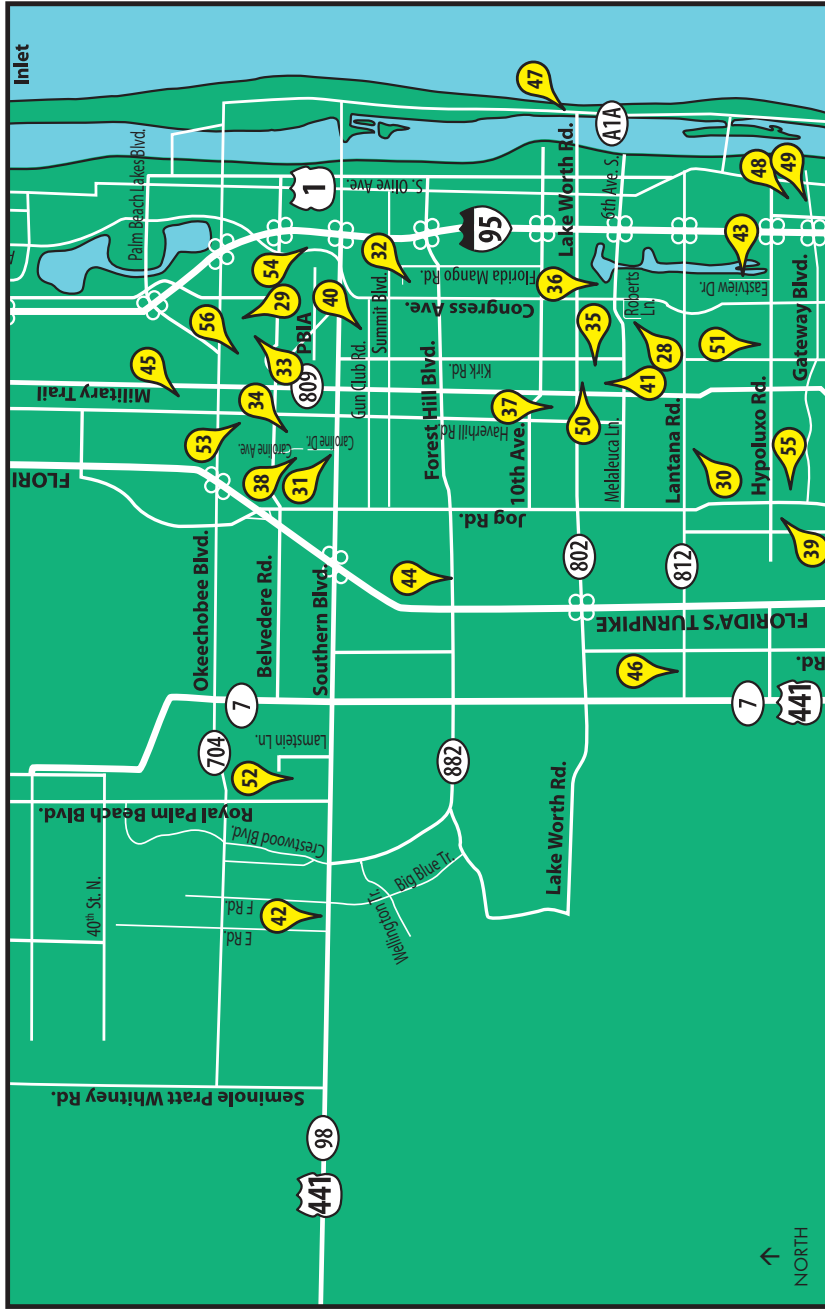 Inlet
Palm Beach Lakes Blvd.
1
S. Olive Ave.
47
Lake Worth Rd.
A1A
6th Ave. S.
48
49
95
54
32
Florida Mango Rd.
43
Eastview Dr.
Congress Ave.
36
Roberts Ln.
Gateway Blvd.
56
29
PBIA
40
Summit Blvd.
35
28
51
45
Military Trail
33
809
Gun Club Rd.
Kirk Rd.
41
34
37
50
53
Caroline Ave.
Caroline Dr.
Forest Hill Blvd.
Haverhill Rd.
10th Ave.
Melaleuca Ln.
Lantana Rd.
Hypoluxo Rd.
55
FLORI
38
31
30
Jog Rd.
39
Okeechobee Blvd.
Belvedere Rd.
Southern Blvd.
44
802
812
FLORIDA'S TURNPIKE
46
Rd.
7
7
441
704
Lamstein Ln.
52
882
Royal Palm Beach Blvd.
Crestwood Blvd.
Lake Worth Rd.
40th St. N.
F Rd.
42
E Rd.
Wellington Tr.
Big Blue Tr.
Seminole Pratt Whitney Rd.
98
441
NORTH